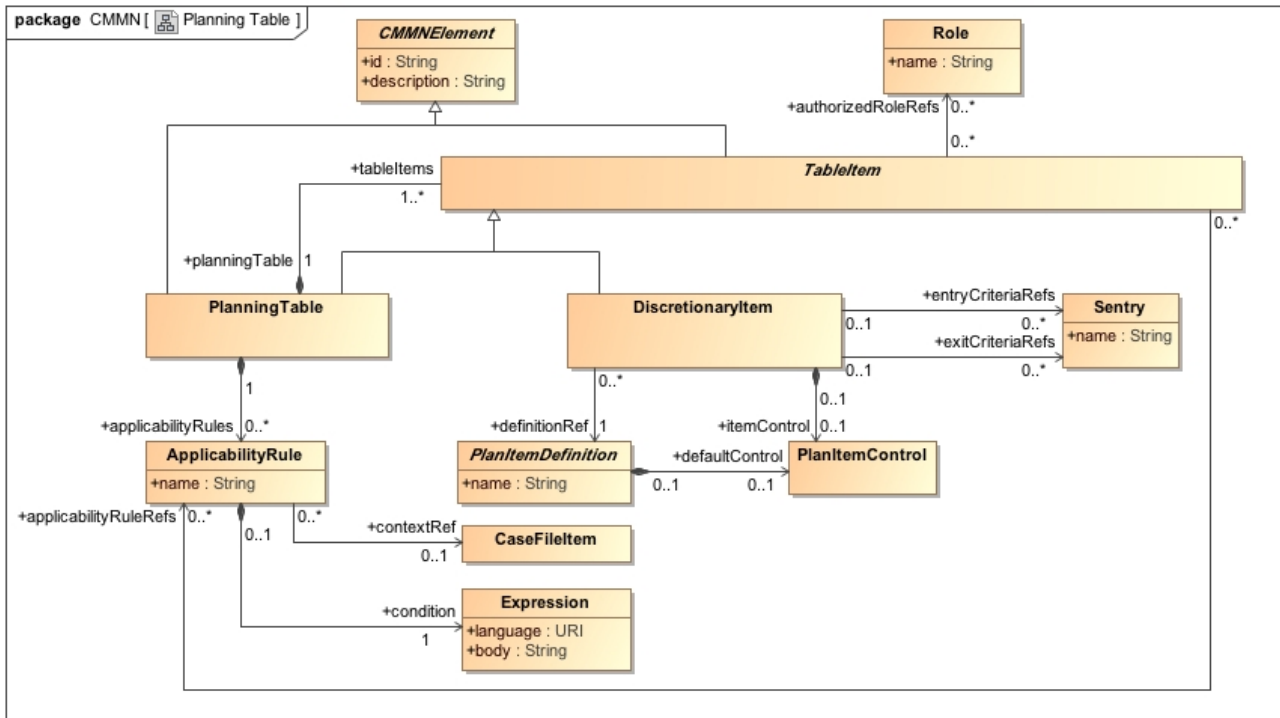 package CMMN [ Planning Table ]
CMMNElement
+id : String
+description : String
Role
+name : String
+authorizedRoleRefs 0..*
0..*
+tableItems
1..*
TableItem
0..*
+planningTable 1
PlanningTable
DiscretionaryItem
+entryCriteriaRefs
0..1 0..*
+exitCriteriaRefs
0..1 0..*
Sentry
+name : String
1
+applicabilityRules 0..*
0..*
+definitionRef 1
0..1
+itemControl 0..1
ApplicabilityRule
+name : String
PlanItemDefinition
+name : String
+defaultControl
0..1 0..1
PlanItemControl
+applicabilityRuleRefs 0..*
0..1
0..*
+contextRef
0..1
CaseFileItem
+condition
1
Expression
+language : URI
+body : String